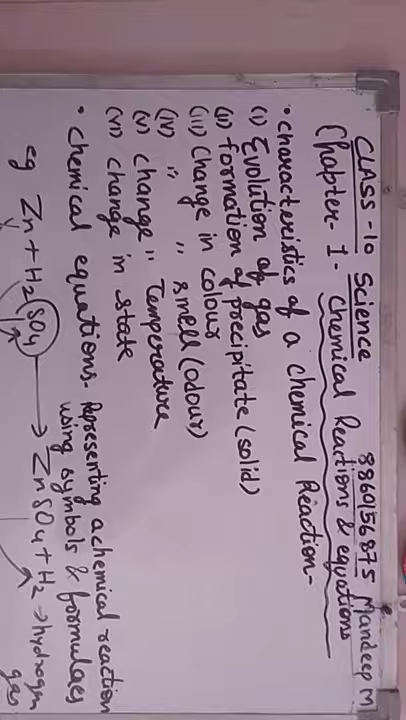 CLASS-10 Science 8860156875 Mandeep M
Chapter-1- Chemical Reactions & equations
• Characteristics of a chemical Reaction-
(i) Evolution of gas
(ii) formation of precipitate (solid)
(iii) Change in colour
(iv) " " smell (odour)
(v) change " Temperature
(vi) change in state
• Chemical equations. Representing a chemical reaction
using symbols & formulaes
eg Zn + H2SO4 → ZnSO4 + H2 → hydrogen
gas